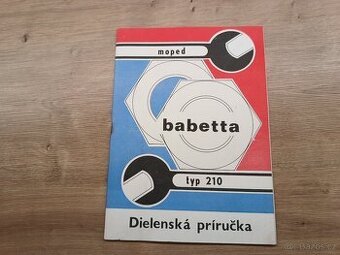 moped
babetta
typ 210
Dielenská príručka